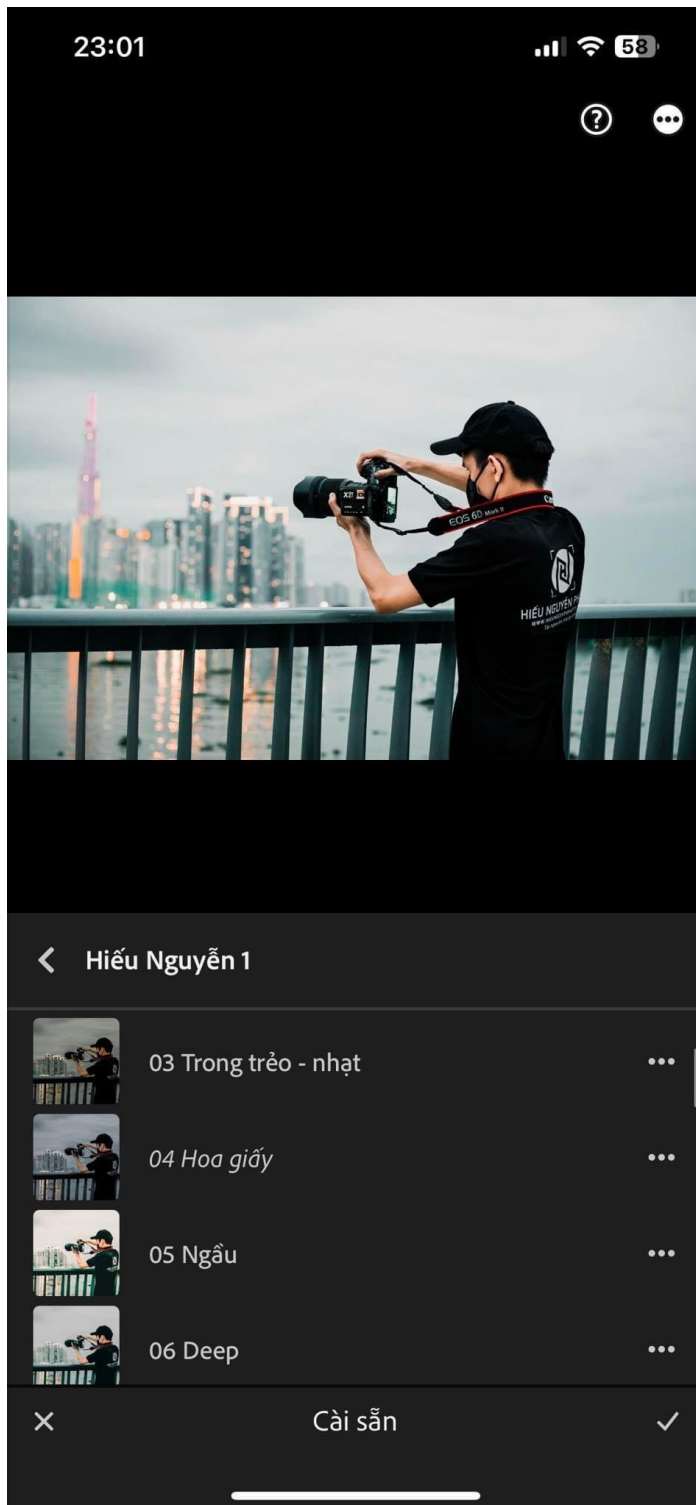 23:01
58
EOS 6D Mark II
HIẾU NGUYỄN PH
Hiếu Nguyễn 1
03 Trong trẻo - nhạt
04 Hoa giấy
05 Ngầu
06 Deep
Cài sẵn